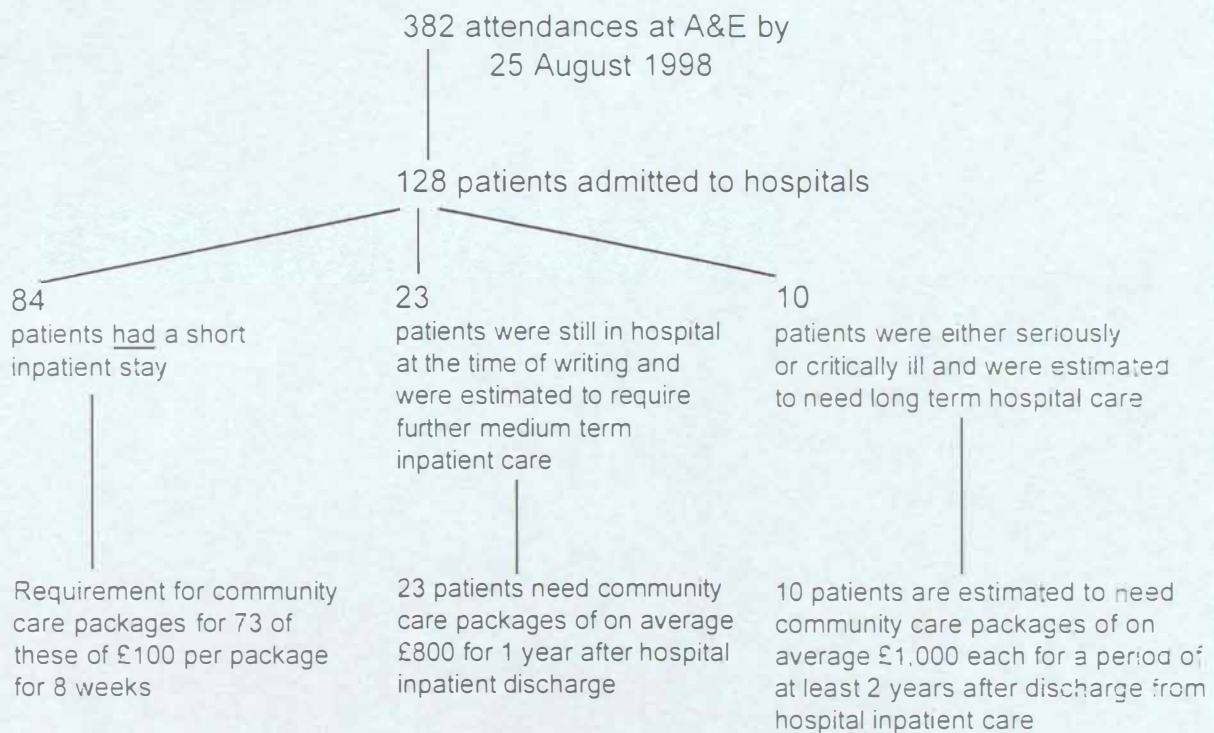 382 attendances at A&E by
25 August 1998
128 patients admitted to hospitals
84
patients had a short
inpatient stay
23
patients were still in hospital
at the time of writing and
were estimated to require
further medium term
inpatient care
10
patients were either seriously
or critically ill and were estimated
to need long term hospital care
Requirement for community
care packages for 73 of
these of £100 per package
for 8 weeks
23 patients need community
care packages of on average
£800 for 1 year after hospital
inpatient discharge
10 patients are estimated to need
community care packages of on
average £1,000 each for a period of
at least 2 years after discharge from
hospital inpatient care